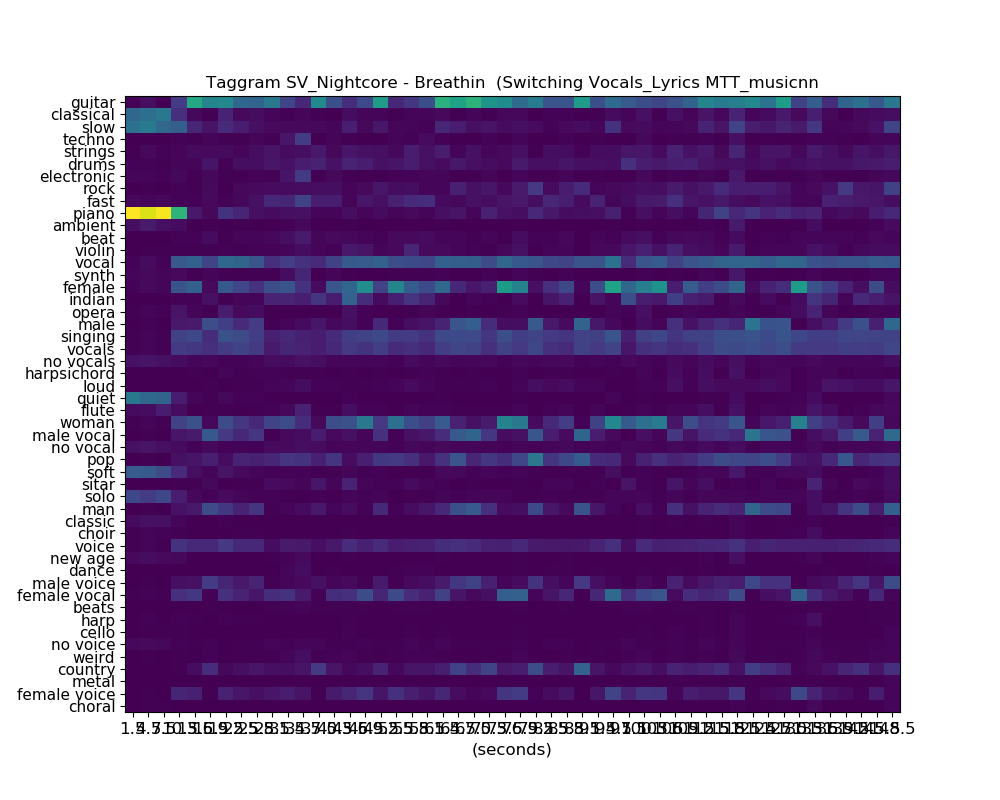 Taggram SV_Nightcore - Breathin  (Switching Vocals_Lyrics MTT_musicnn
guitar
classical
slow
techno
strings
drums
electronic
rock
fast
piano
ambient
beat
violin
vocal
synth
female
indian
opera
male
singing
vocals
no vocals
harpsichord
loud
quiet
flute
woman
male vocal
no vocal
pop
soft
sitar
solo
man
classic
choir
voice
new age
dance
male voice
female vocal
beats
harp
cello
no voice
weird
country
metal
female voice
choral
(seconds)